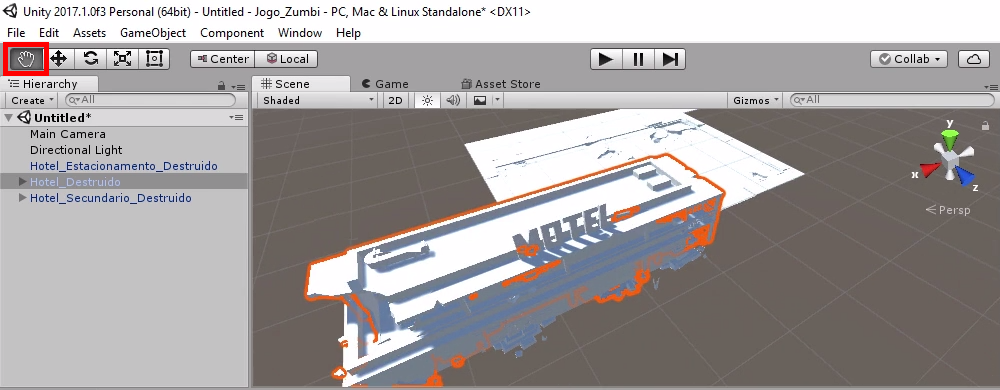 Unity 2017.1.0f3 Personal (64bit) - Untitled - Jogo_Zumbi - PC, Mac & Linux Standalone* <DX11>
File Edit Assets GameObject Component Window Help
Center Local Collab
Hierarchy Scene Game Asset Store
Create All Shaded 2D Gizmos All
Untitled*
Main Camera
Directional Light
Hotel_Estacionamento_Destruido
Hotel_Destruido
Hotel_Secundario_Destruido
y
x
z
Persp
MOTEL